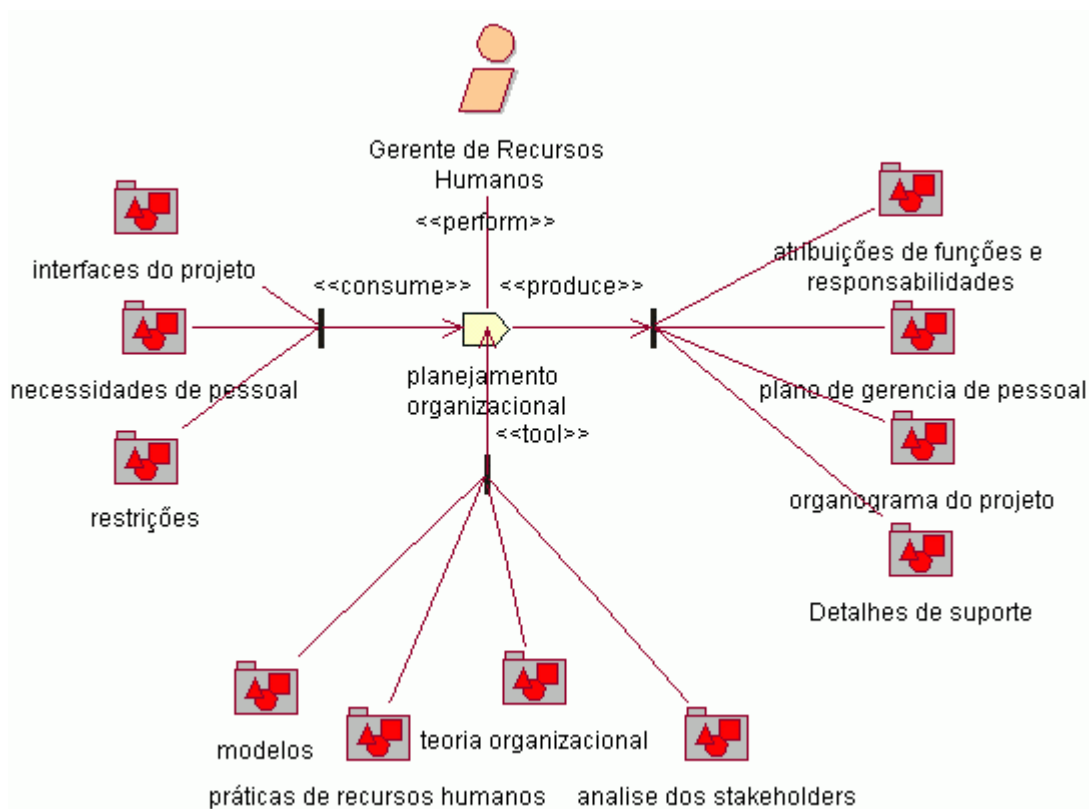 Gerente de Recursos
Humanos
<<perform>>
interfaces do projeto
<<consume>>
<<produce>>
atribuições de funções e
responsabilidades
necessidades de pessoal
planejamento
organizacional
<<tool>>
plano de gerencia de pessoal
restrições
organograma do projeto
Detalhes de suporte
modelos
teoria organizacional
práticas de recursos humanos
analise dos stakeholders